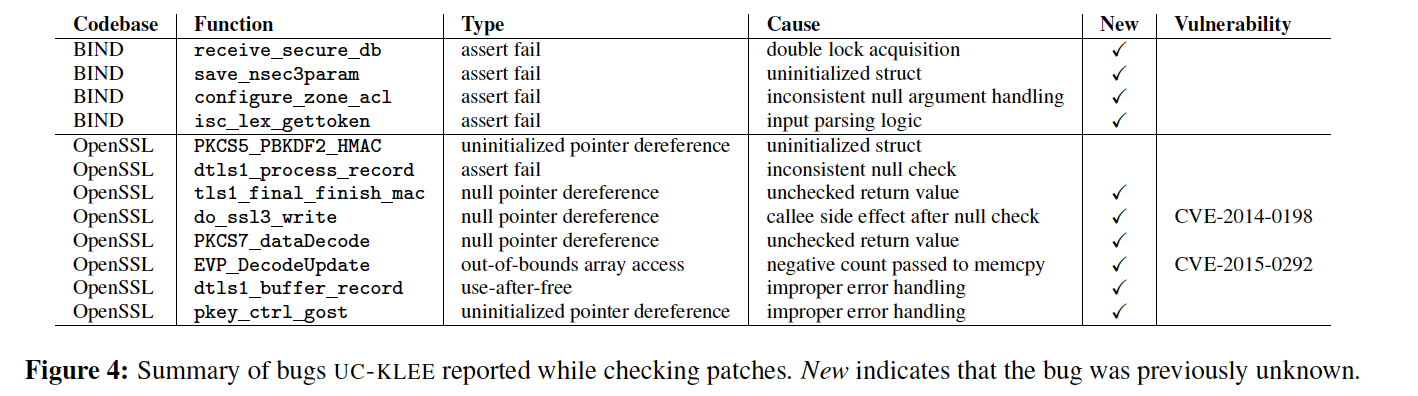 Codebase Function Type Cause New Vulnerability
BIND receive_secure_db assert fail double lock acquisition ✓
BIND save_nsec3param assert fail uninitialized struct ✓
BIND configure_zone_acl assert fail inconsistent null argument handling ✓
BIND isc_lex_gettoken assert fail input parsing logic ✓
OpenSSL PKCS5_PBKDF2_HMAC uninitialized pointer dereference uninitialized struct
OpenSSL dtls1_process_record assert fail inconsistent null check
OpenSSL tls1_final_finish_mac null pointer dereference unchecked return value ✓
OpenSSL do_ssl3_write null pointer dereference callee side effect after null check ✓ CVE-2014-0198
OpenSSL PKCS7_dataDecode null pointer dereference unchecked return value ✓
OpenSSL EVP_DecodeUpdate out-of-bounds array access negative count passed to memcpy ✓ CVE-2015-0292
OpenSSL dtls1_buffer_record use-after-free improper error handling ✓
OpenSSL pkey_ctrl_gost uninitialized pointer dereference improper error handling ✓
Figure 4: Summary of bugs UC-KLEE reported while checking patches. New indicates that the bug was previously unknown.